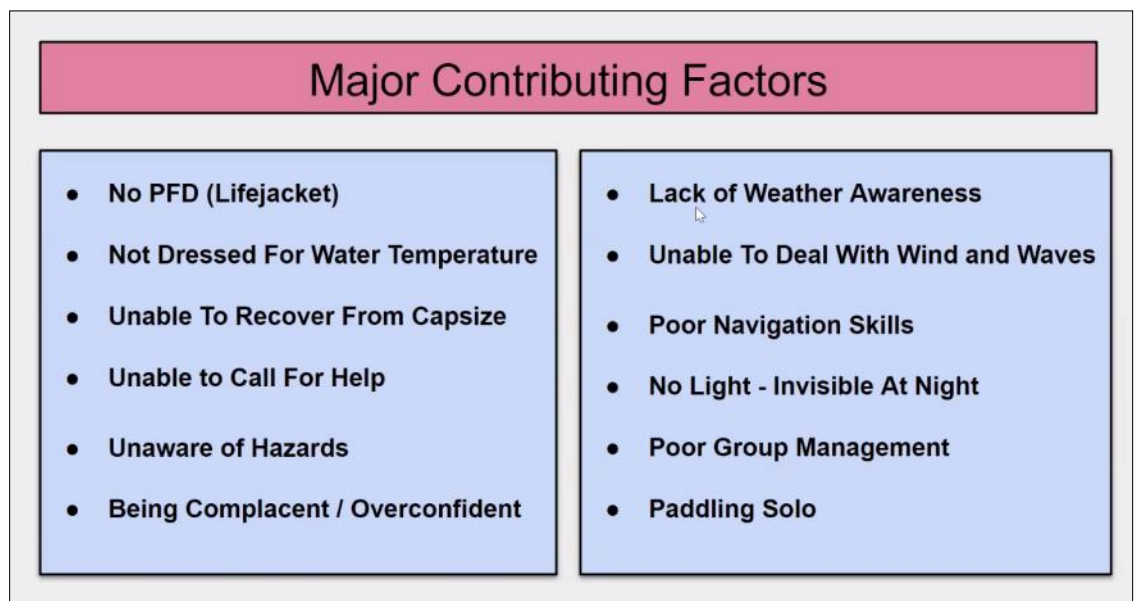 Major Contributing Factors
● No PFD (Lifejacket)
● Not Dressed For Water Temperature
● Unable To Recover From Capsize
● Unable to Call For Help
● Unaware of Hazards
● Being Complacent / Overconfident
● Lack of Weather Awareness
● Unable To Deal With Wind and Waves
● Poor Navigation Skills
● No Light - Invisible At Night
● Poor Group Management
● Paddling Solo